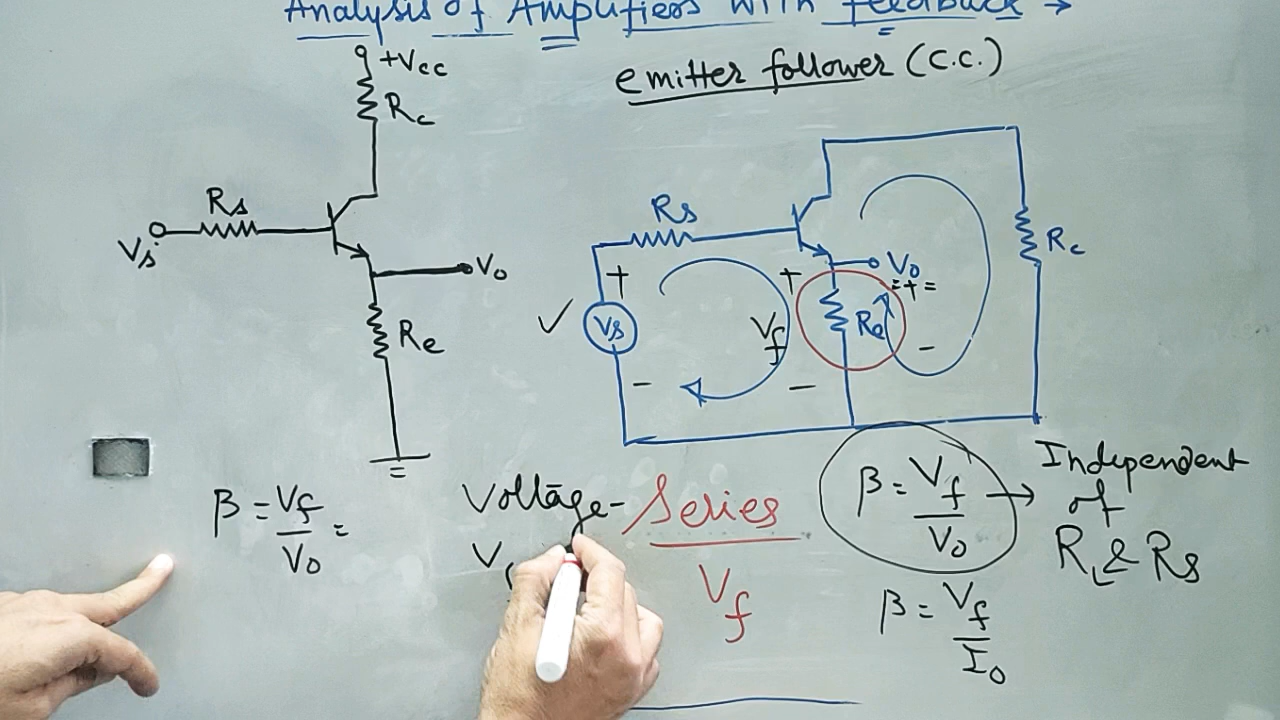 Analysis of Amplifiers with feedback →
emitter follower (C.C.)
+Vcc
Rc
Rs
Vs
Vo
Re
Rs
+
Vs
-
+
Vf
-
Vo
=+=
Re
-
Rc
β = Vf/Vo =
Voltage- Series
V
Vf
β = Vf/Vo → Independent
of
RL & Rs
β = Vf/Io